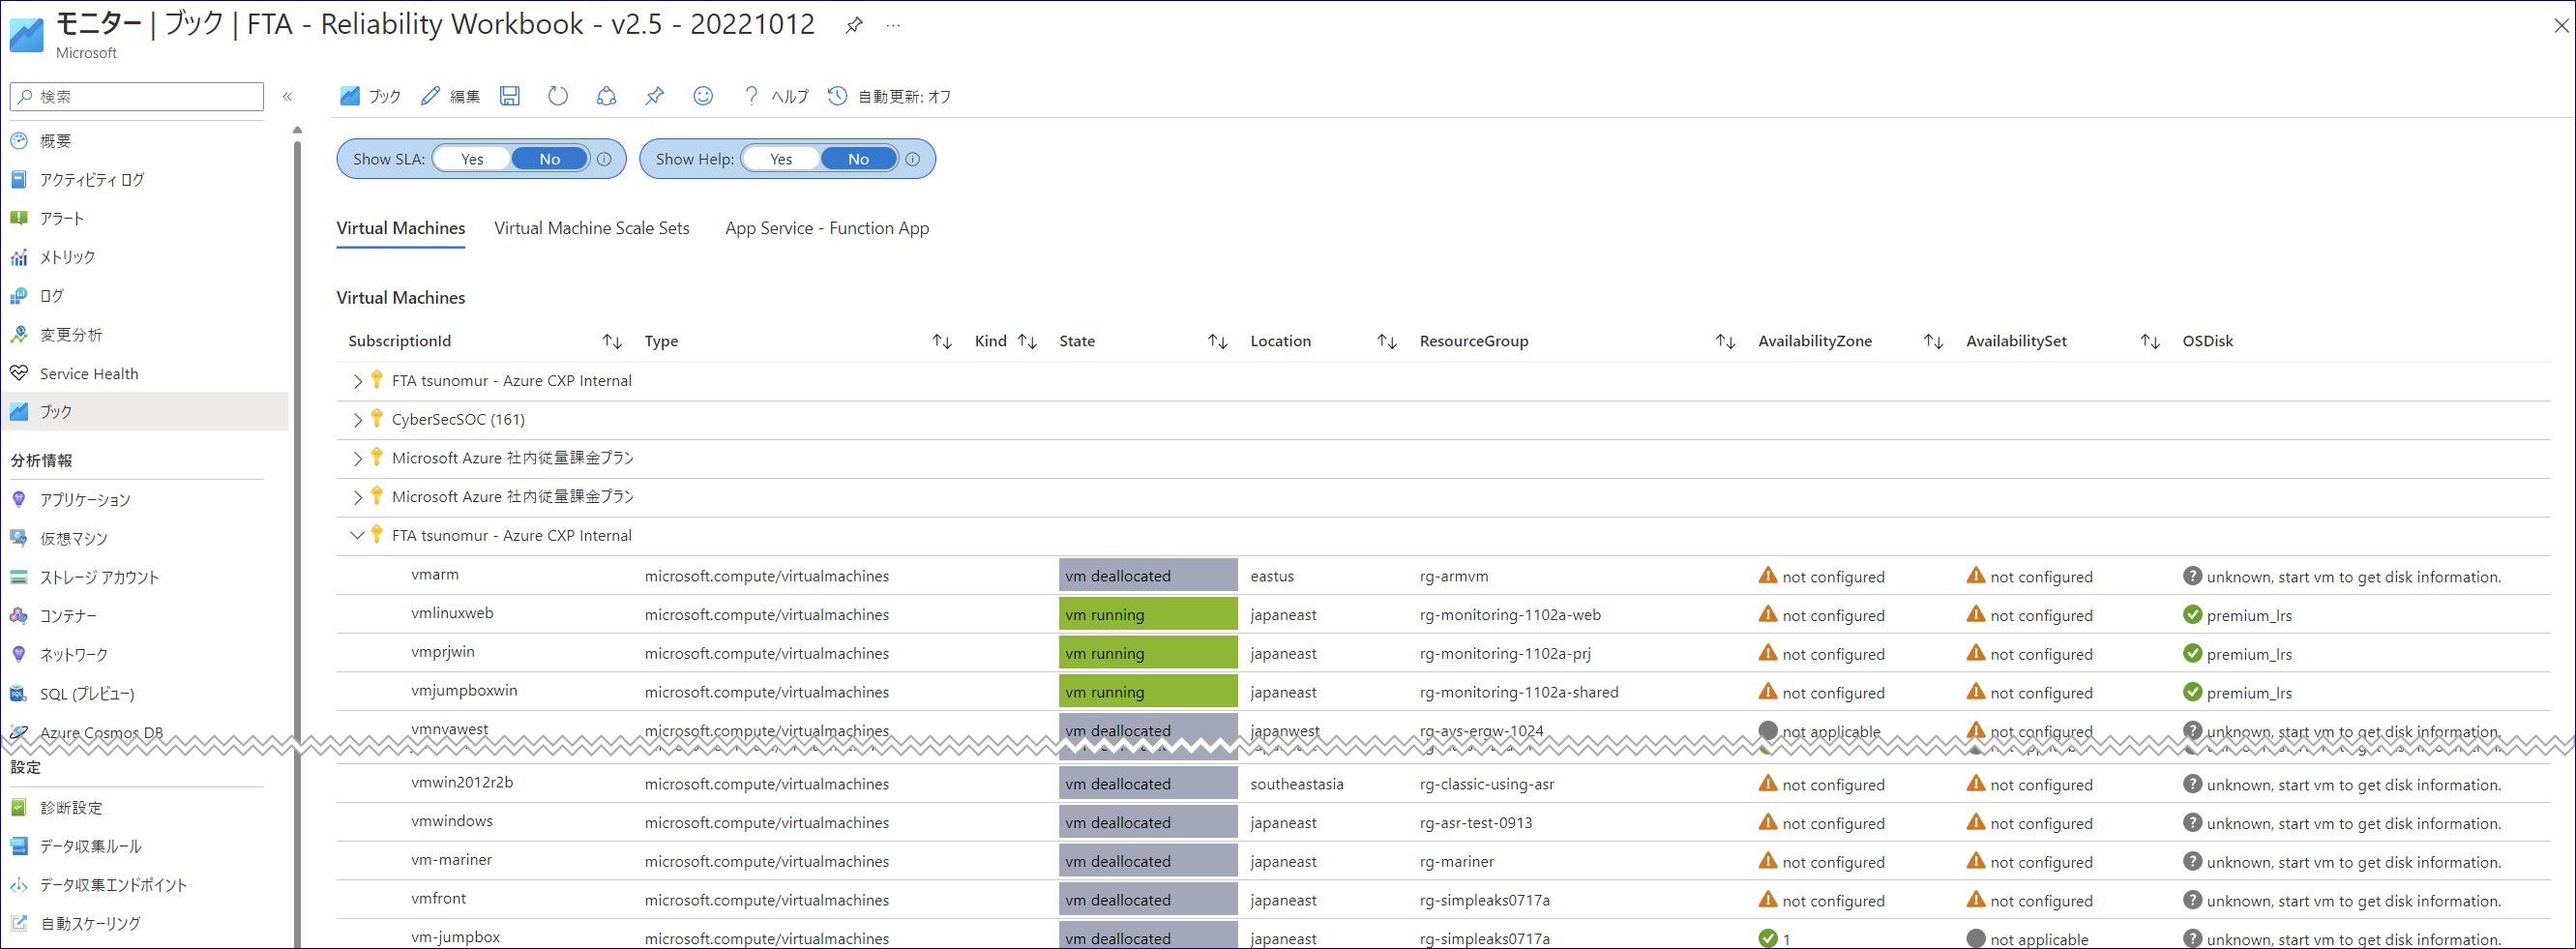 モニター | ブック | FTA - Reliability Workbook - v2.5 - 20221012
Microsoft
検索
概要
アクティビティ ログ
アラート
メトリック
ログ
変更分析
Service Health
ブック
分析情報
アプリケーション
仮想マシン
ストレージ アカウント
コンテナー
ネットワーク
SQL (プレビュー)
Azure Cosmos DB
設定
診断設定
データ収集ルール
データ収集エンドポイント
自動スケーリング
ブック 編集 ヘルプ 自動更新: オフ
Show SLA: Yes No Show Help: Yes No
Virtual Machines Virtual Machine Scale Sets App Service - Function App
Virtual Machines
SubscriptionId Type Kind State Location ResourceGroup AvailabilityZone AvailabilitySet OSDisk
FTA tsunomur - Azure CXP Internal
CyberSecSOC (161)
Microsoft Azure 社内従量課金プラン
Microsoft Azure 社内従量課金プラン
FTA tsunomur - Azure CXP Internal
vmarm microsoft.compute/virtualmachines vm deallocated eastus rg-armvm not configured not configured unknown, start vm to get disk information.
vmlinuxweb microsoft.compute/virtualmachines vm running japaneast rg-monitoring-1102a-web not configured not configured premium_lrs
vmprjwin microsoft.compute/virtualmachines vm running japaneast rg-monitoring-1102a-prj not configured not configured premium_lrs
vmjumpboxwin microsoft.compute/virtualmachines vm running japaneast rg-monitoring-1102a-shared not configured not configured premium_lrs
vmnvawest microsoft.compute/virtualmachines vm deallocated japanwest rg-avs-ergw-1024 not applicable not configured unknown, start vm to get disk information.
vmwin2012r2b microsoft.compute/virtualmachines vm deallocated southeastasia rg-classic-using-asr not configured not configured unknown, start vm to get disk information.
vmwindows microsoft.compute/virtualmachines vm deallocated japaneast rg-asr-test-0913 not configured not configured unknown, start vm to get disk information.
vm-mariner microsoft.compute/virtualmachines vm deallocated japaneast rg-mariner not configured not configured unknown, start vm to get disk information.
vmfront microsoft.compute/virtualmachines vm deallocated japaneast rg-simpleaks0717a not configured not configured unknown, start vm to get disk information.
vm-jumpbox microsoft.compute/virtualmachines vm deallocated japaneast rg-simpleaks0717a 1 not applicable unknown, start vm to get disk information.